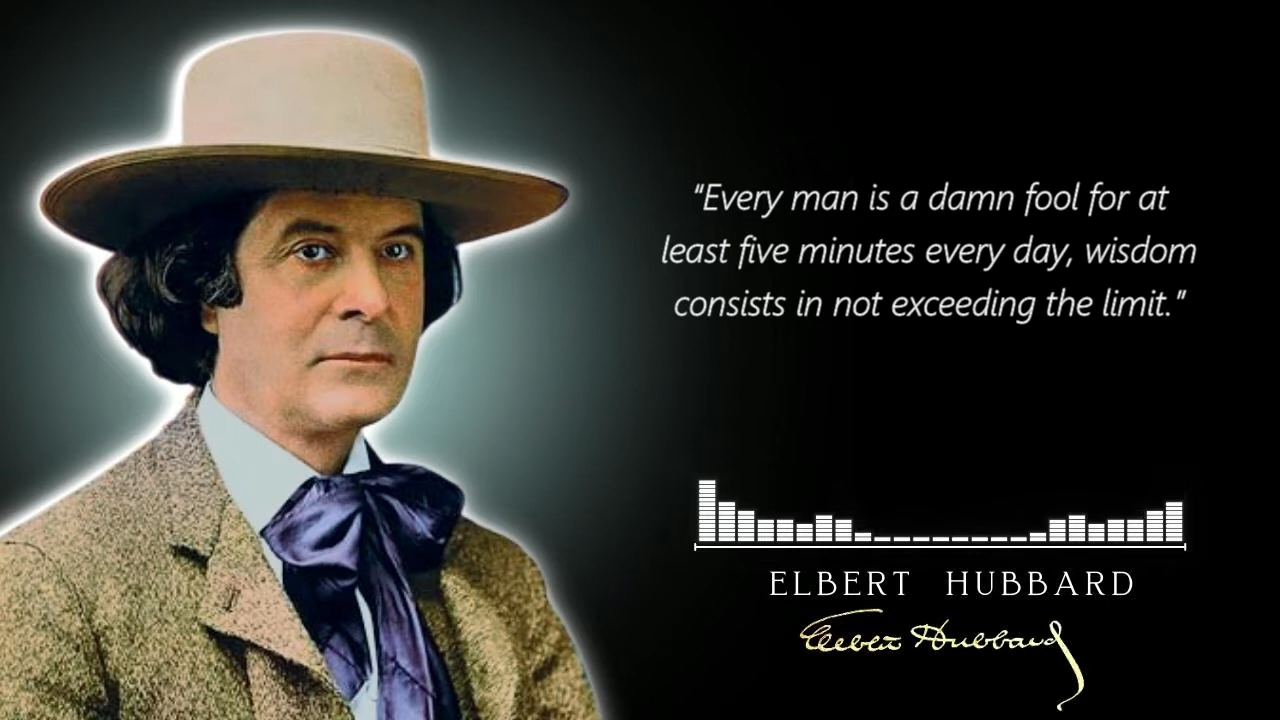 "Every man is a damn fool for at
least five minutes every day, wisdom
consists in not exceeding the limit."
ELBERT HUBBARD
Elbert Hubbard